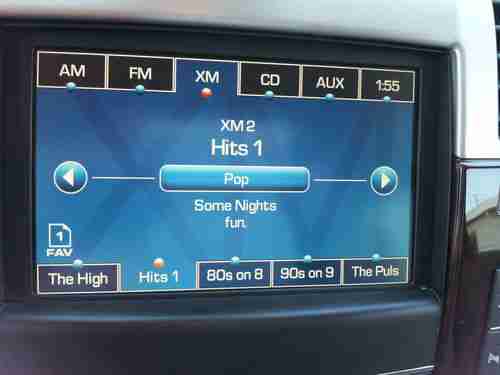 AM FM XM CD AUX 1:55
XM 2
Hits 1
Pop
Some Nights
fun.
1
FAV
The High Hits 1 80s on 8 90s on 9 The Puls